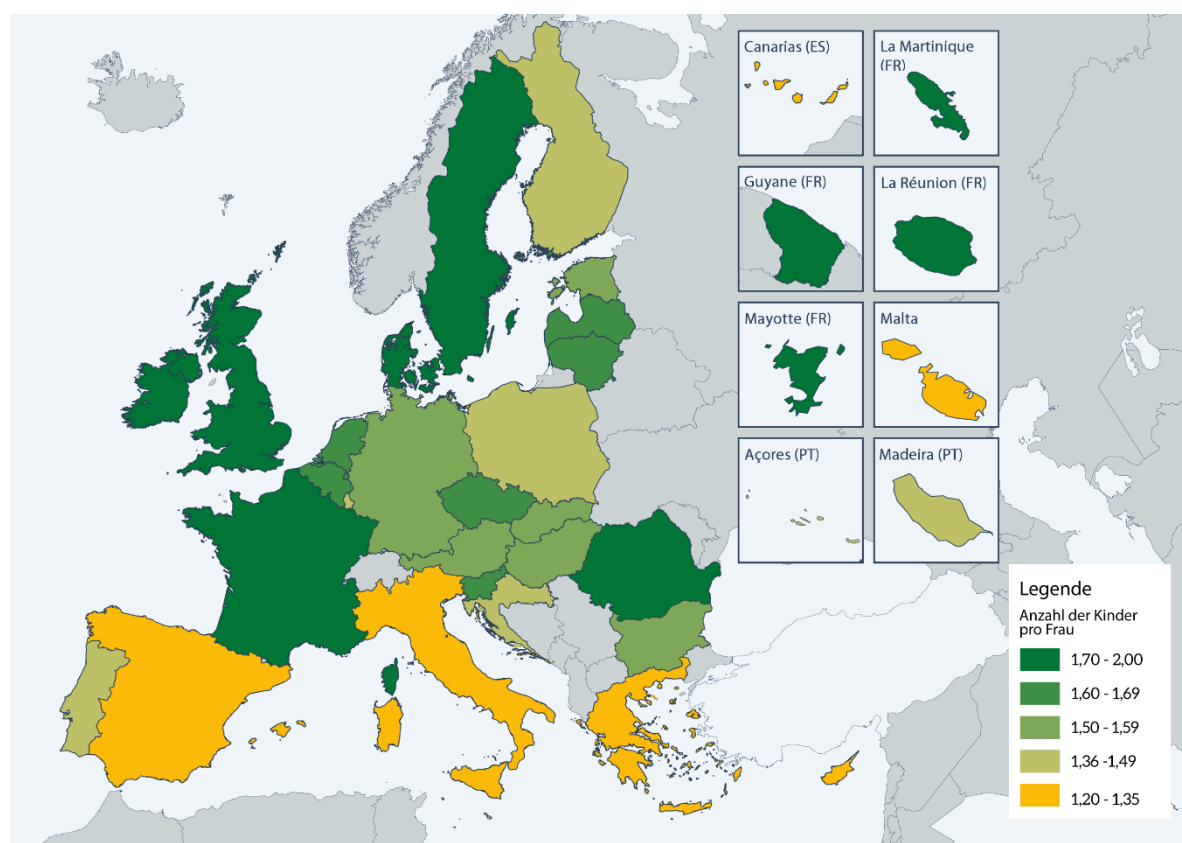 Canarias (ES)
La Martinique
(FR)
Guyane (FR)
La Réunion (FR)
Mayotte (FR)
Malta
Açores (PT)
Madeira (PT)
Legende
Anzahl der Kinder
pro Frau
1,70 - 2,00
1,60 - 1,69
1,50 - 1,59
1,36 -1,49
1,20 - 1,35